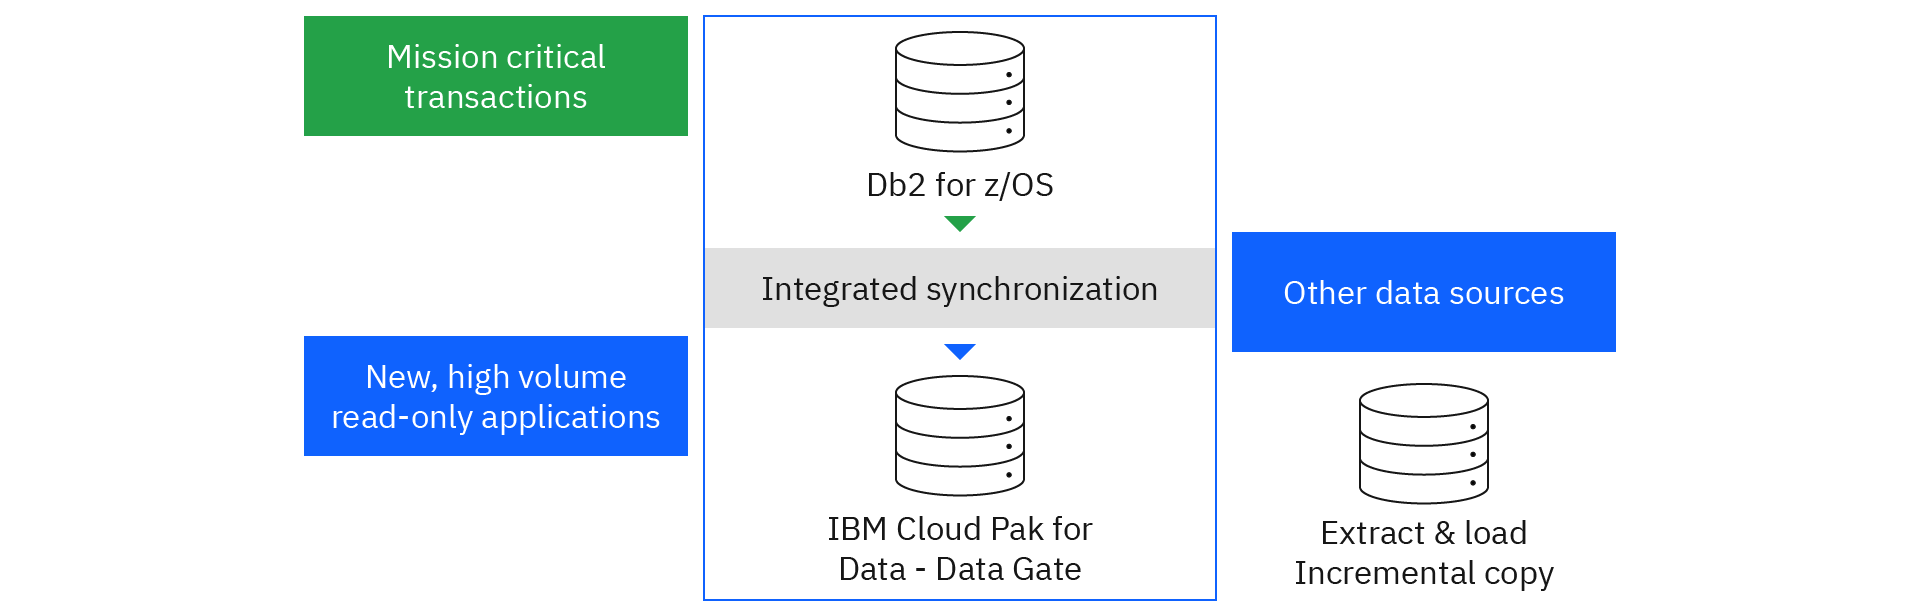 Mission critical
transactions
New, high volume
read-only applications
Db2 for z/OS
Integrated synchronization
IBM Cloud Pak for
Data - Data Gate
Other data sources
Extract & load
Incremental copy